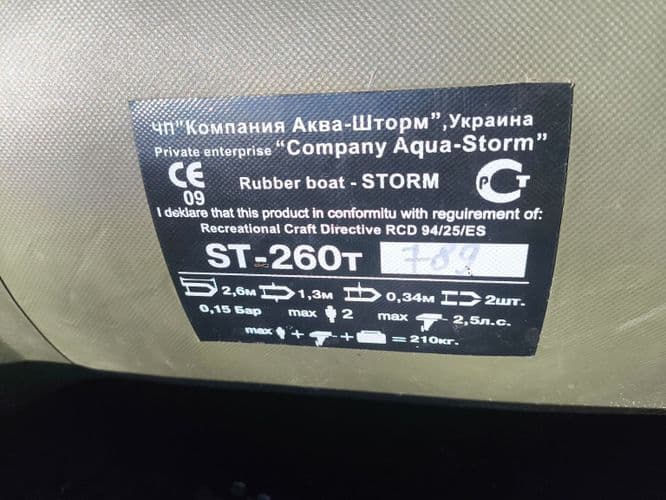 ЧП"Компания Аква-Шторм",Украина
Private enterprise "Company Aqua-Storm"
CE
09
Rubber boat - STORM
РСТ
I deklare that this product in conformitu with reguirement of:
Recreational Craft Directive RCD 94/25/ES
ST-260т 789
2,6м 1,3м 0,34м 2шт.
0,15 Бар max 2 max 2,5л.с.
max + + = 210кг.